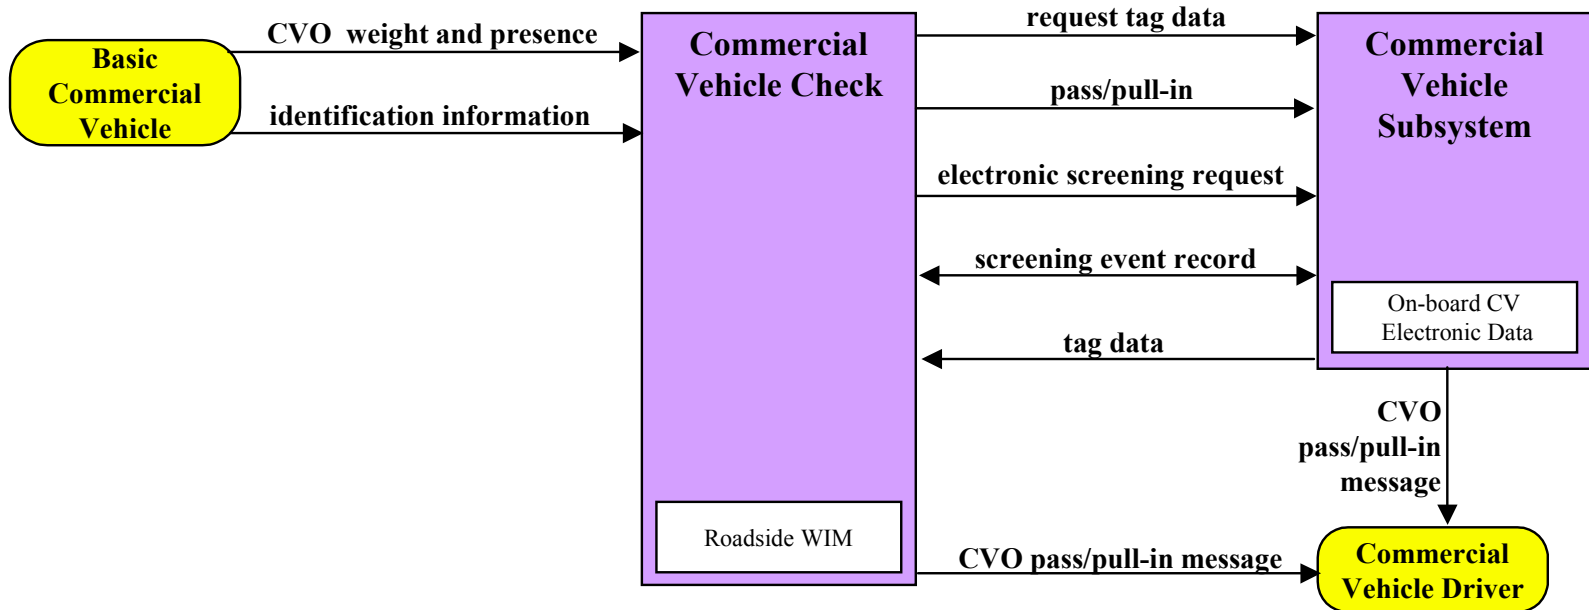 Basic
Commercial
Vehicle
CVO weight and presence
identification information
Commercial
Vehicle Check
Roadside WIM
request tag data
pass/pull-in
electronic screening request
screening event record
tag data
CVO pass/pull-in message
Commercial
Vehicle
Subsystem
On-board CV
Electronic Data
CVO
pass/pull-in
message
Commercial
Vehicle Driver